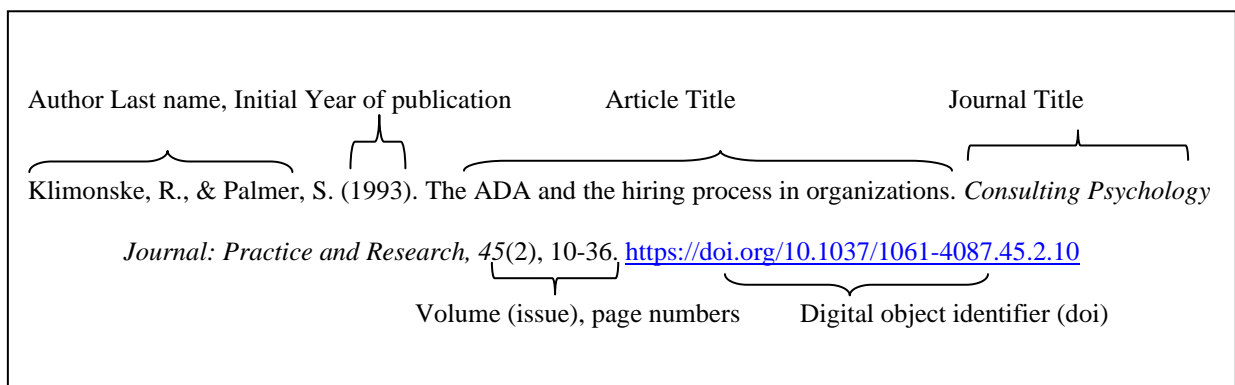 Author Last name, Initial Year of publication Article Title Journal Title
Klimonske, R., & Palmer, S. (1993). The ADA and the hiring process in organizations. Consulting Psychology
Journal: Practice and Research, 45(2), 10-36. https://doi.org/10.1037/1061-4087.45.2.10
Volume (issue), page numbers Digital object identifier (doi)